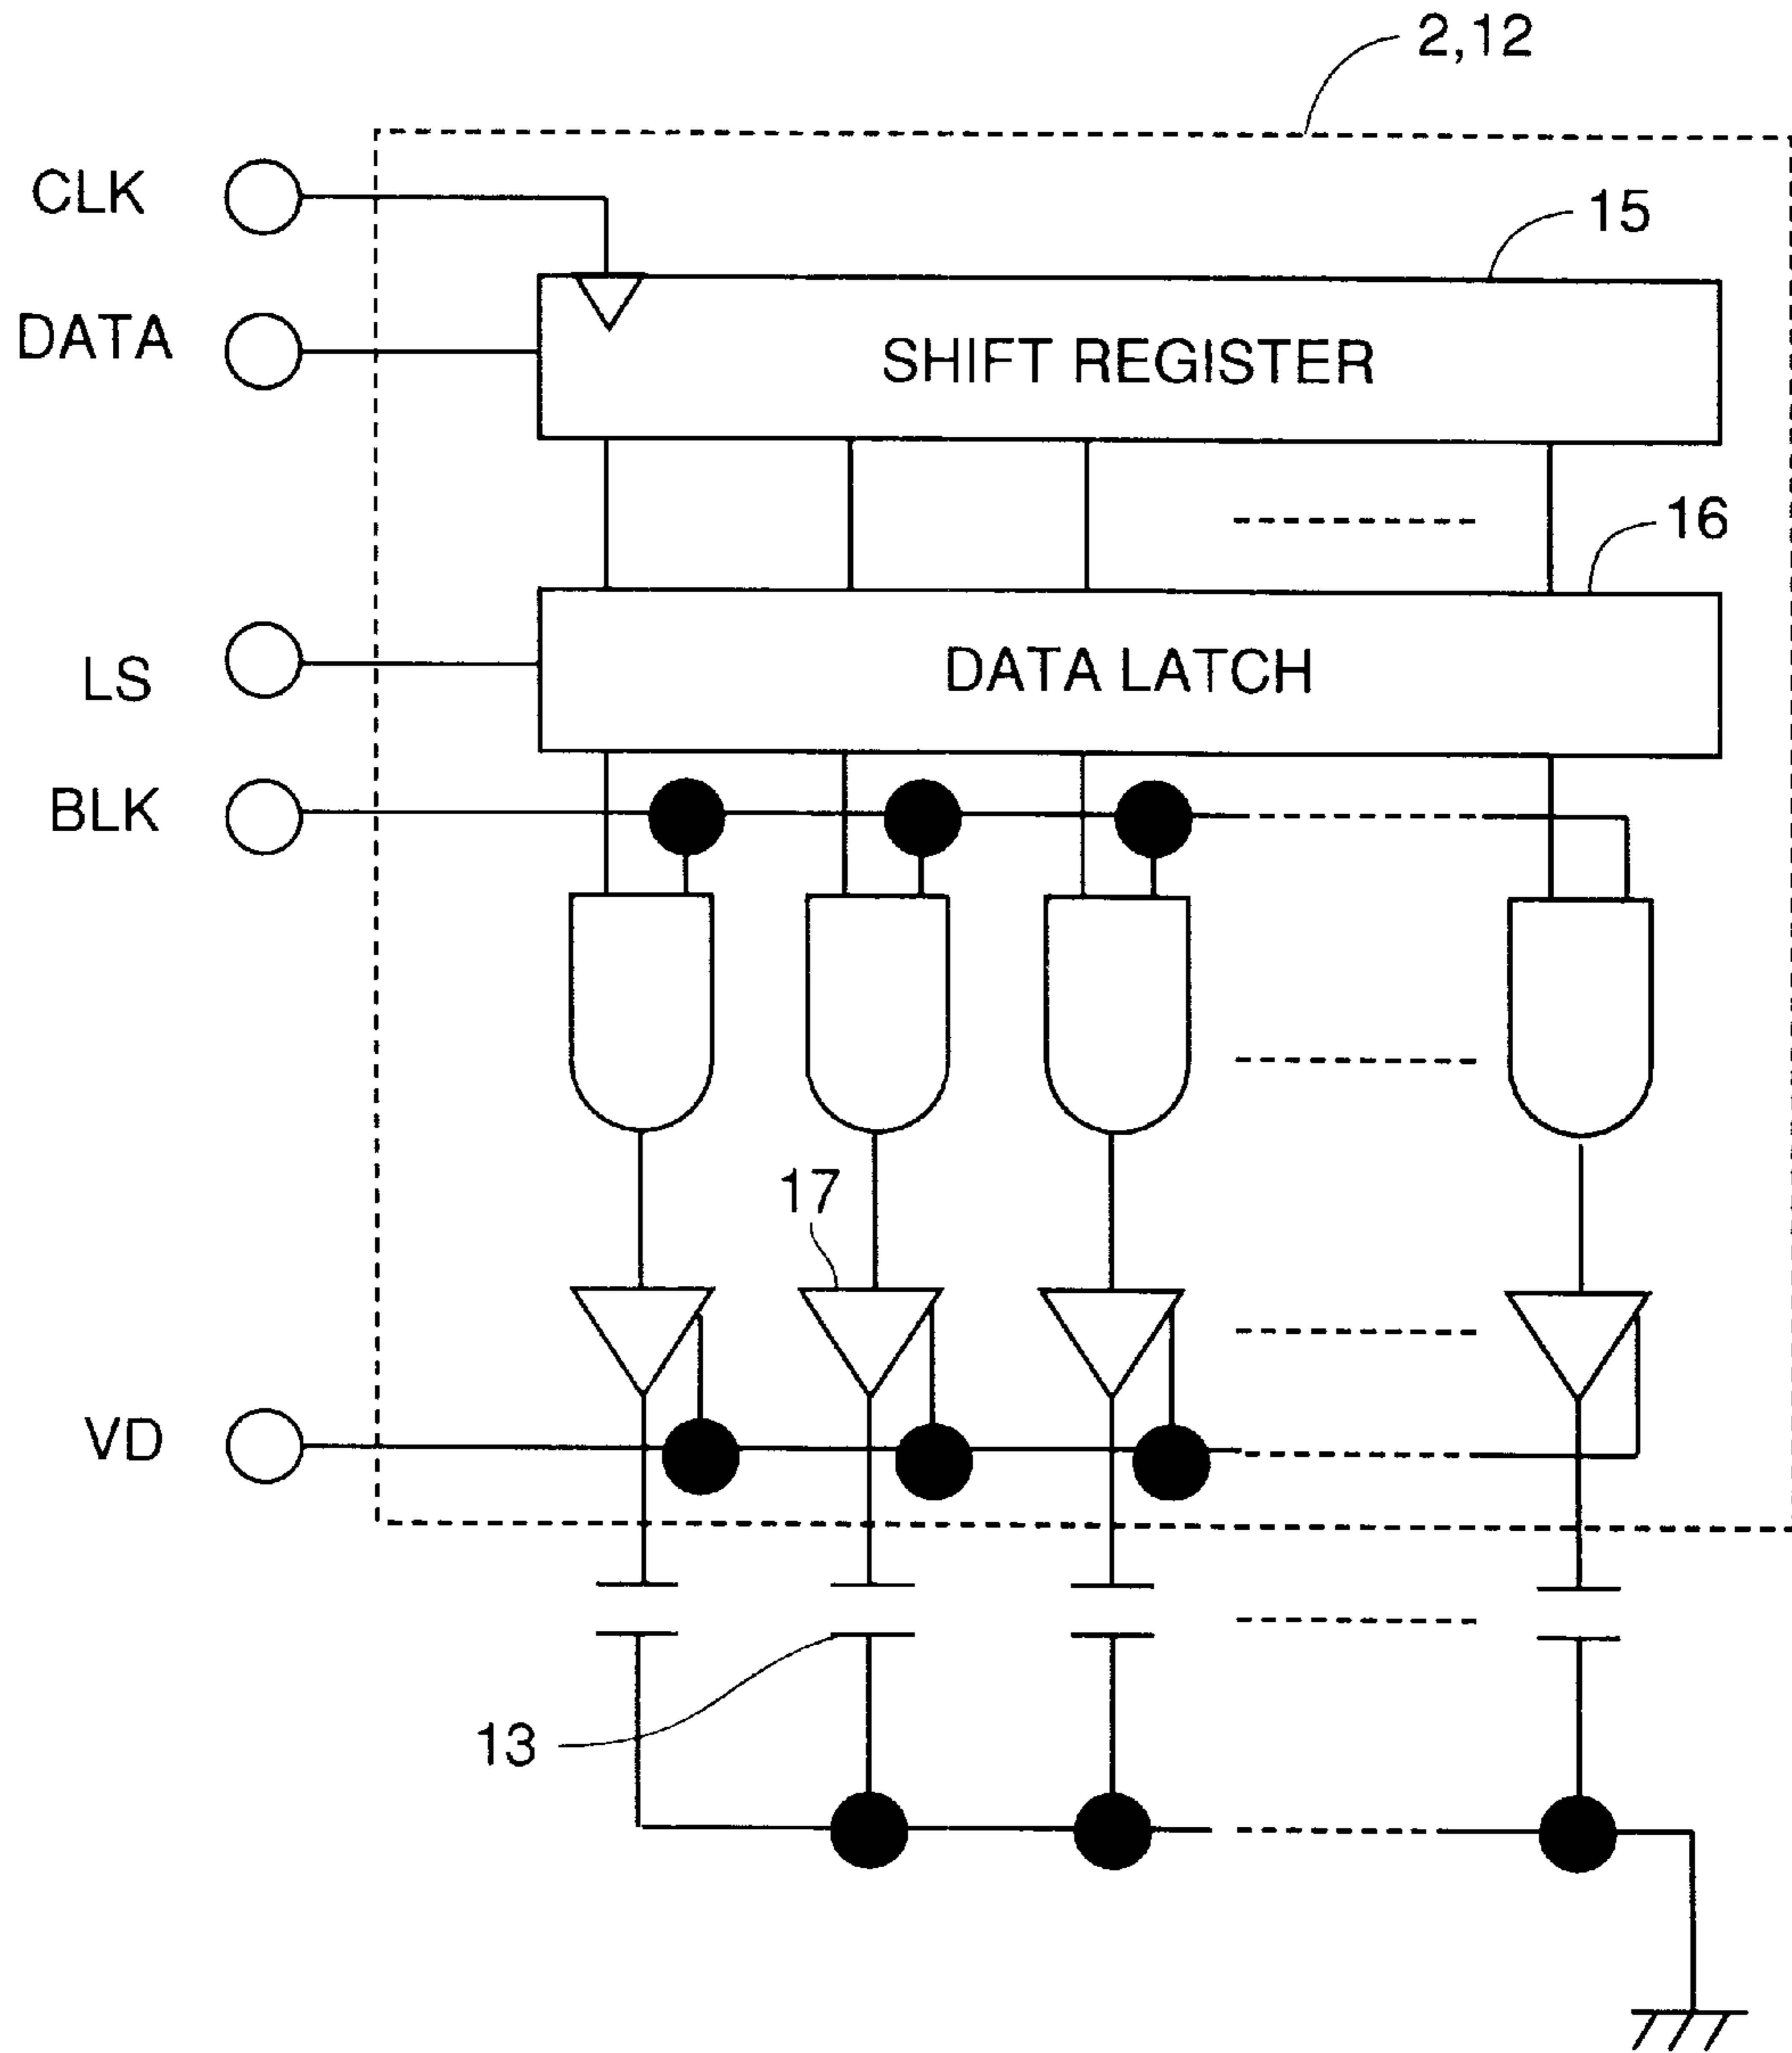 2,12
CLK
15
DATA
SHIFT REGISTER
16
LS
DATA LATCH
BLK
17
VD
13